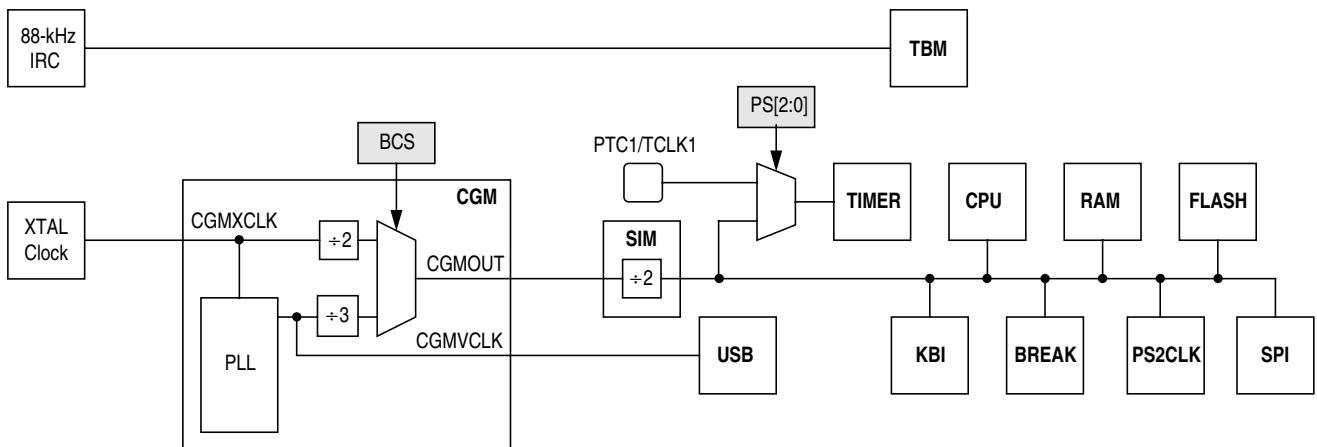 88-kHz
IRC
TBM
PS[2:0]
BCS
PTC1/TCLK1
CGM
XTAL
Clock
CGMXCLK
÷2
SIM
TIMER
CPU
RAM
FLASH
CGMOUT
÷2
÷3
PLL
CGMVCLK
USB
KBI
BREAK
PS2CLK
SPI